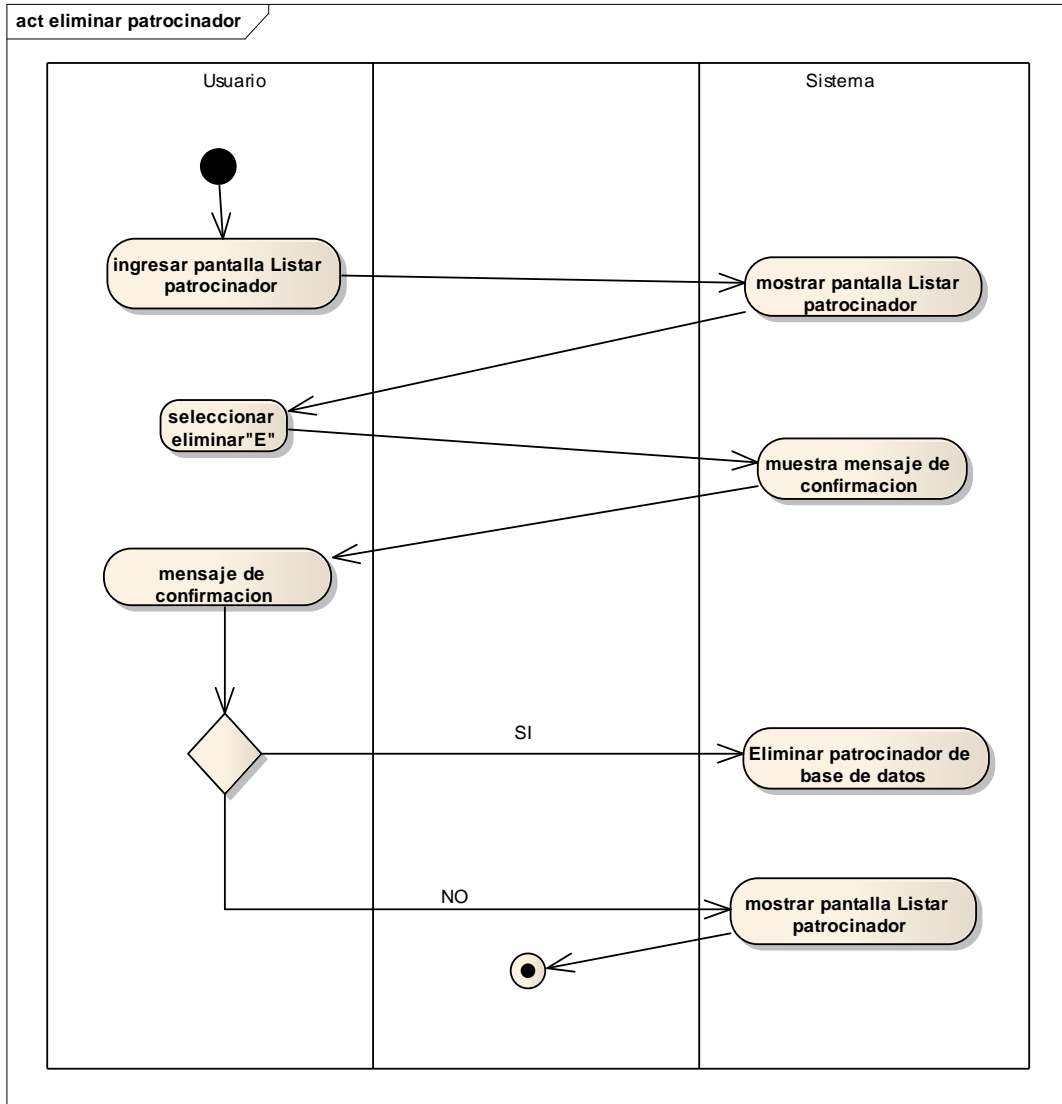 act eliminar patrocinador
Usuario
Sistema
ingresar pantalla Listar
patrocinador
mostrar pantalla Listar
patrocinador
seleccionar
eliminar"E"
muestra mensaje de
confirmacion
mensaje de
confirmacion
SI
Eliminar patrocinador de
base de datos
NO
mostrar pantalla Listar
patrocinador